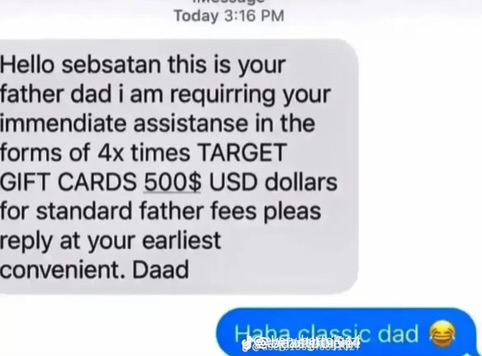 Today 3:16 PM
Hello sebsatan this is your
father dad i am requirring your
immendiate assistanse in the
forms of 4x times TARGET
GIFT CARDS 500$ USD dollars
for standard father fees pleas
reply at your earliest
convenient. Daad
Haha classic dad 😂